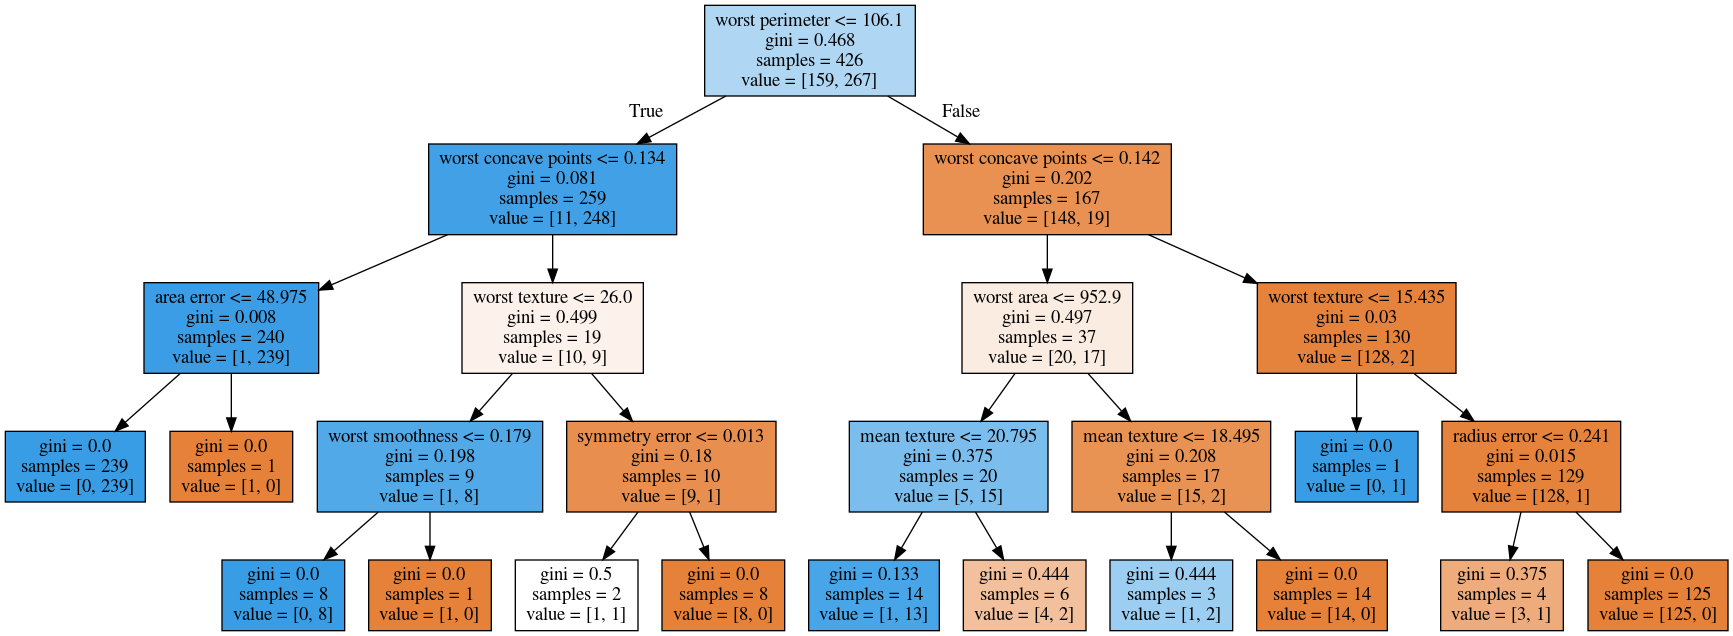 worst perimeter <= 106.1
gini = 0.468
samples = 426
value = [159, 267]
True
False
worst concave points <= 0.134
gini = 0.081
samples = 259
value = [11, 248]
worst concave points <= 0.142
gini = 0.202
samples = 167
value = [148, 19]
area error <= 48.975
gini = 0.008
samples = 240
value = [1, 239]
worst texture <= 26.0
gini = 0.499
samples = 19
value = [10, 9]
worst area <= 952.9
gini = 0.497
samples = 37
value = [20, 17]
worst texture <= 15.435
gini = 0.03
samples = 130
value = [128, 2]
gini = 0.0
samples = 239
value = [0, 239]
gini = 0.0
samples = 1
value = [1, 0]
worst smoothness <= 0.179
gini = 0.198
samples = 9
value = [1, 8]
symmetry error <= 0.013
gini = 0.18
samples = 10
value = [9, 1]
mean texture <= 20.795
gini = 0.375
samples = 20
value = [5, 15]
mean texture <= 18.495
gini = 0.208
samples = 17
value = [15, 2]
gini = 0.0
samples = 1
value = [0, 1]
radius error <= 0.241
gini = 0.015
samples = 129
value = [128, 1]
gini = 0.0
samples = 8
value = [0, 8]
gini = 0.0
samples = 1
value = [1, 0]
gini = 0.5
samples = 2
value = [1, 1]
gini = 0.0
samples = 8
value = [8, 0]
gini = 0.133
samples = 14
value = [1, 13]
gini = 0.444
samples = 6
value = [4, 2]
gini = 0.444
samples = 3
value = [1, 2]
gini = 0.0
samples = 14
value = [14, 0]
gini = 0.375
samples = 4
value = [3, 1]
gini = 0.0
samples = 125
value = [125, 0]